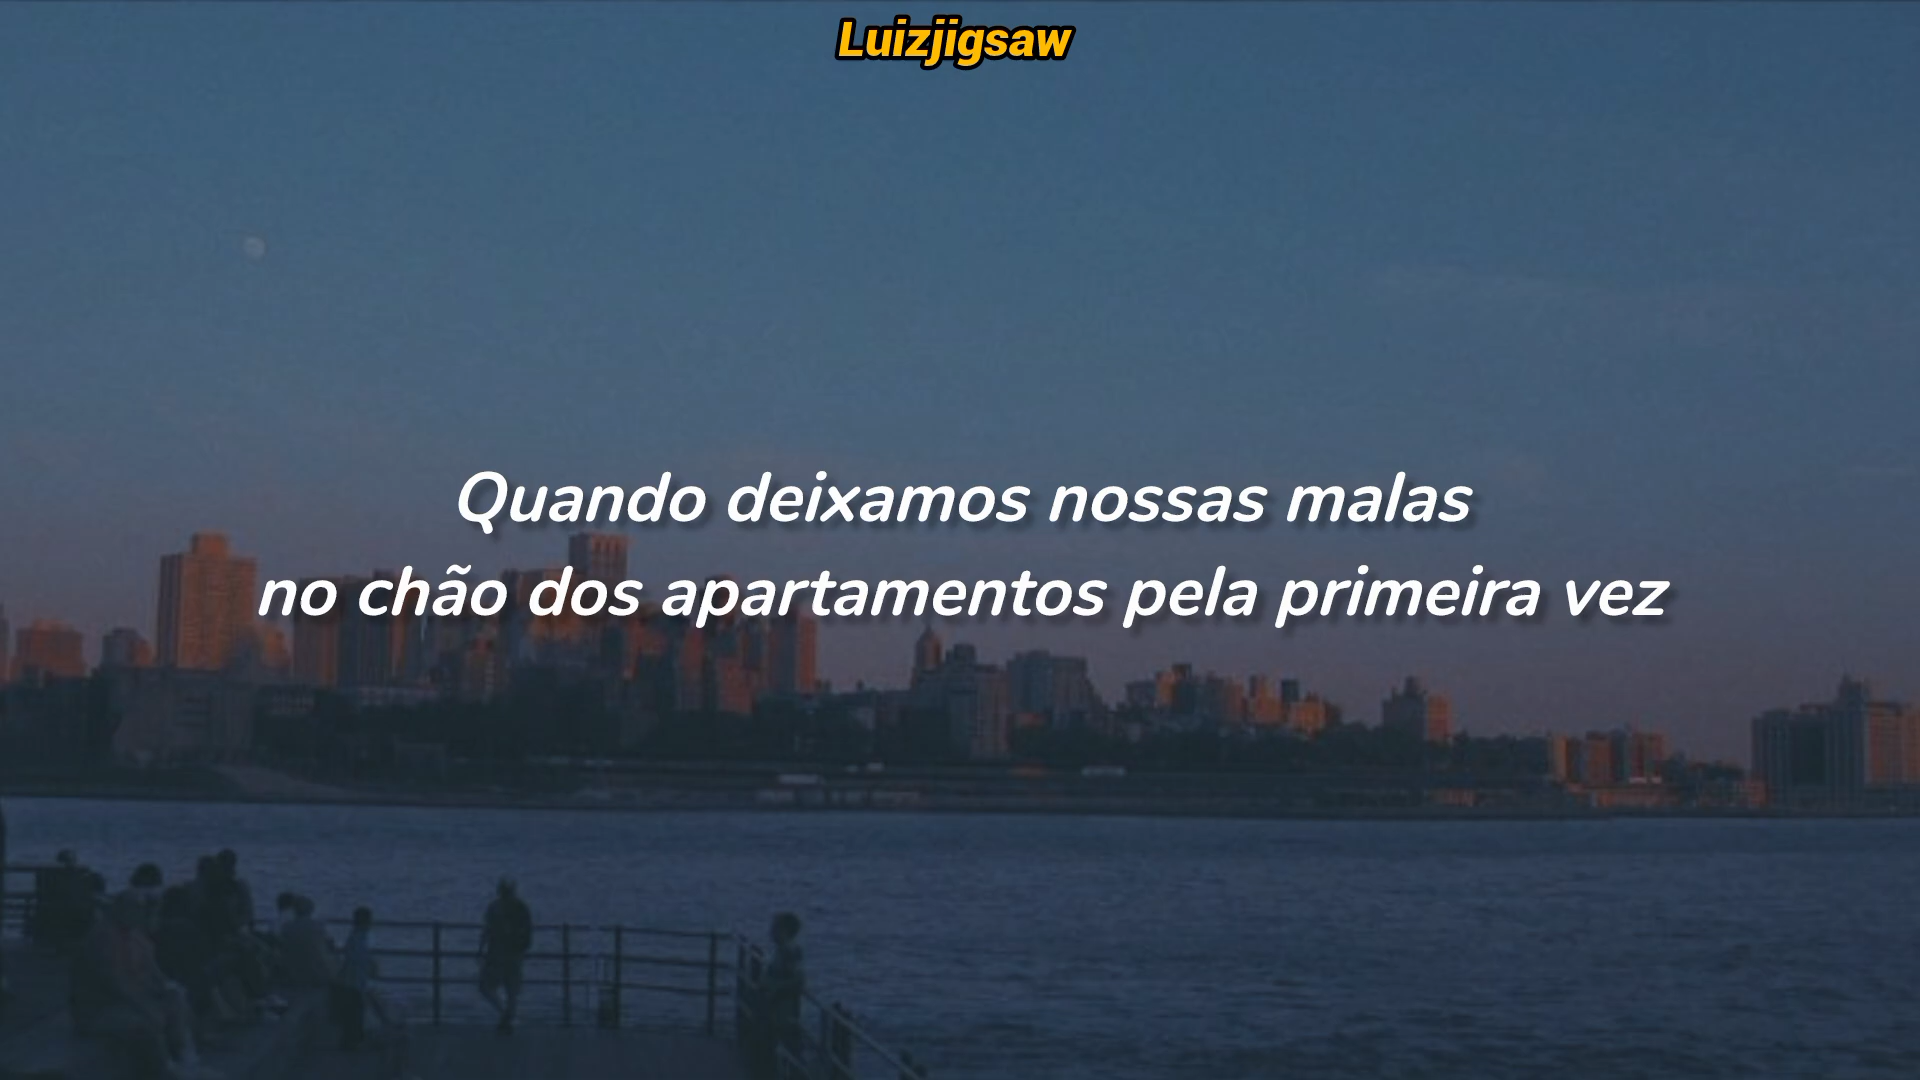 Luizjigsaw
Quando deixamos nossas malas
no chão dos apartamentos pela primeira vez